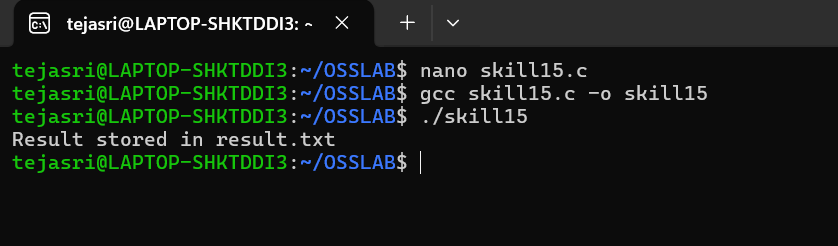 tejasri@LAPTOP-SHKTDDI3: ~
tejasri@LAPTOP-SHKTDDI3:~/OSSLAB$ nano skill15.c
tejasri@LAPTOP-SHKTDDI3:~/OSSLAB$ gcc skill15.c -o skill15
tejasri@LAPTOP-SHKTDDI3:~/OSSLAB$ ./skill15
Result stored in result.txt
tejasri@LAPTOP-SHKTDDI3:~/OSSLAB$